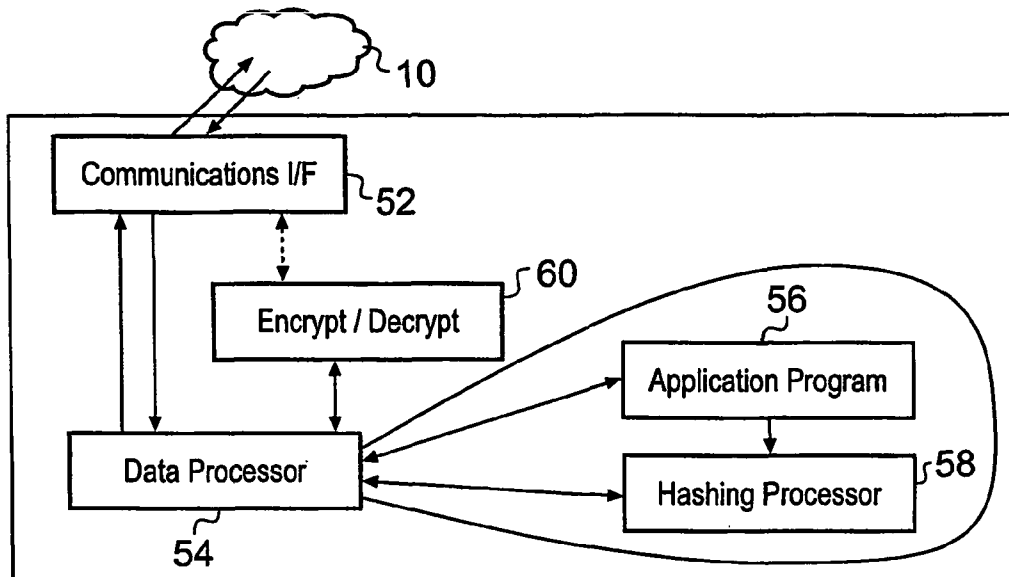 10
Communications I/F
52
60
Encrypt / Decrypt
56
Application Program
Data Processor
58
Hashing Processor
54